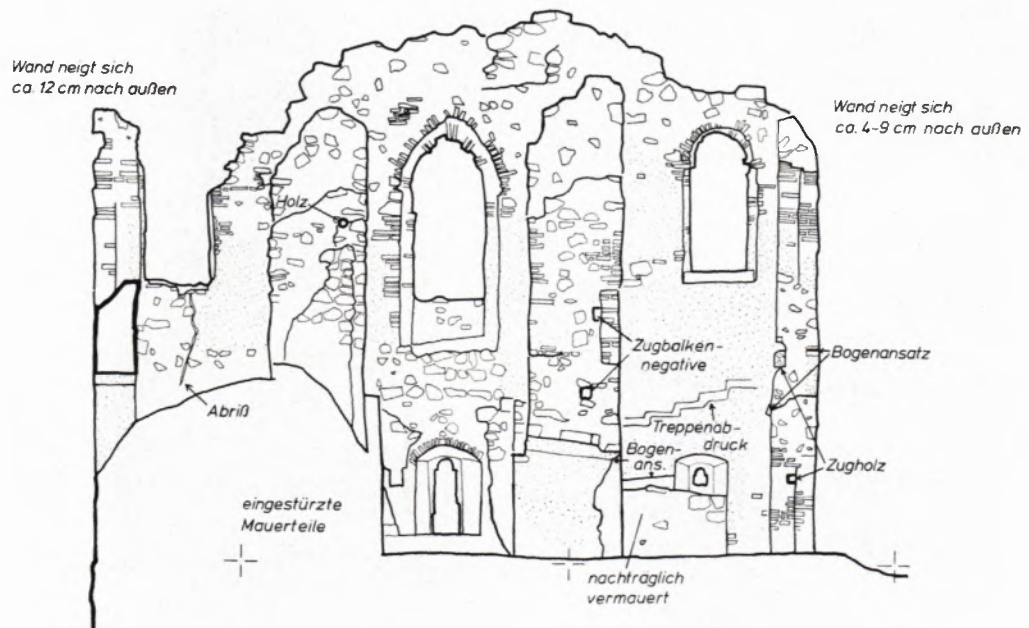 Wand neigt sich
ca. 12 cm nach außen
Wand neigt sich
ca. 4-9 cm nach außen
Holz
Zugbalken-
negative
Bogenansatz
Abriß
Treppenab-
druck
Bogen-
ans.
Zugholz
eingestürzte
Mauerteile
nachträglich
vermauert